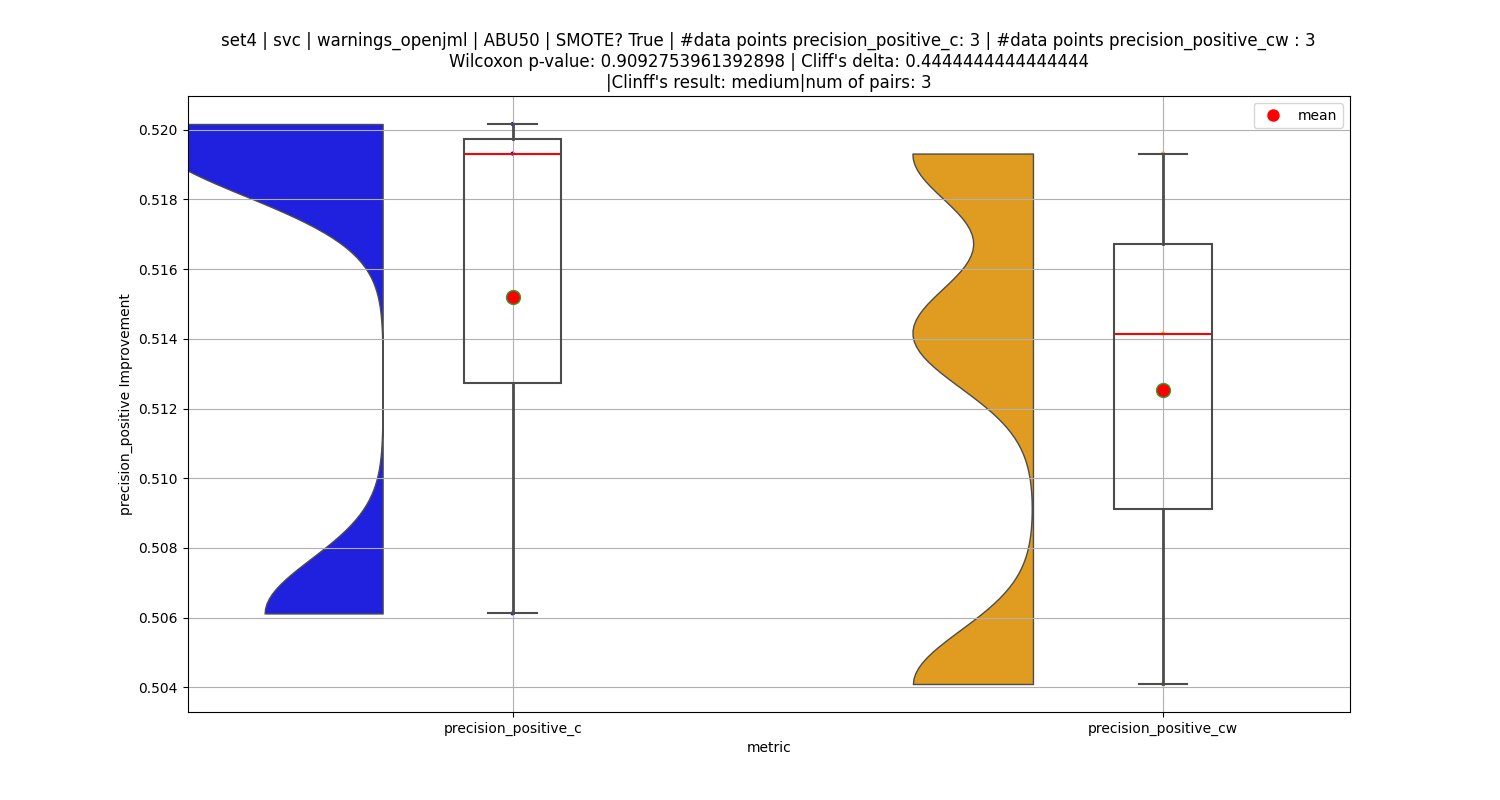 set4 | svc | warnings_openjml | ABU50 | SMOTE? True | #data points precision_positive_c: 3 | #data points precision_positive_cw : 3
Wilcoxon p-value: 0.9092753961392898 | Cliff's delta: 0.4444444444444444
|Clinff's result: medium|num of pairs: 3
mean
0.520
0.518
0.516
0.514
0.512
0.510
0.508
0.506
0.504
precision_positive Improvement
precision_positive_c
precision_positive_cw
metric